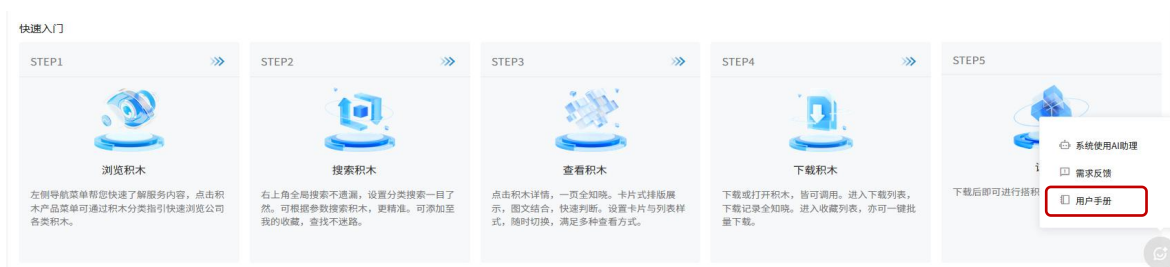 快速入门
STEP1
浏览积木
左侧导航菜单帮您快速了解服务内容，点击积
木产品菜单可通过积木分类指引快速浏览公司
各类积木。
STEP2
搜索积木
右上角全局搜索不遗漏，设置分类搜索一目了
然。可根据参数搜索积木，更精准。可添加至
我的收藏，查找不迷路。
STEP3
查看积木
点击积木详情，一页全知晓。卡片式排版展
示，图文结合，快速判断。设置卡片与列表样
式，随时切换，满足多种查看方式。
STEP4
下载积木
下载或打开积木，皆可调用。进入下载列表，
下载记录全知晓。进入收藏列表，亦可一键批
量下载。
STEP5
下载后即可进行搭积
系统使用AI助理
需求反馈
用户手册